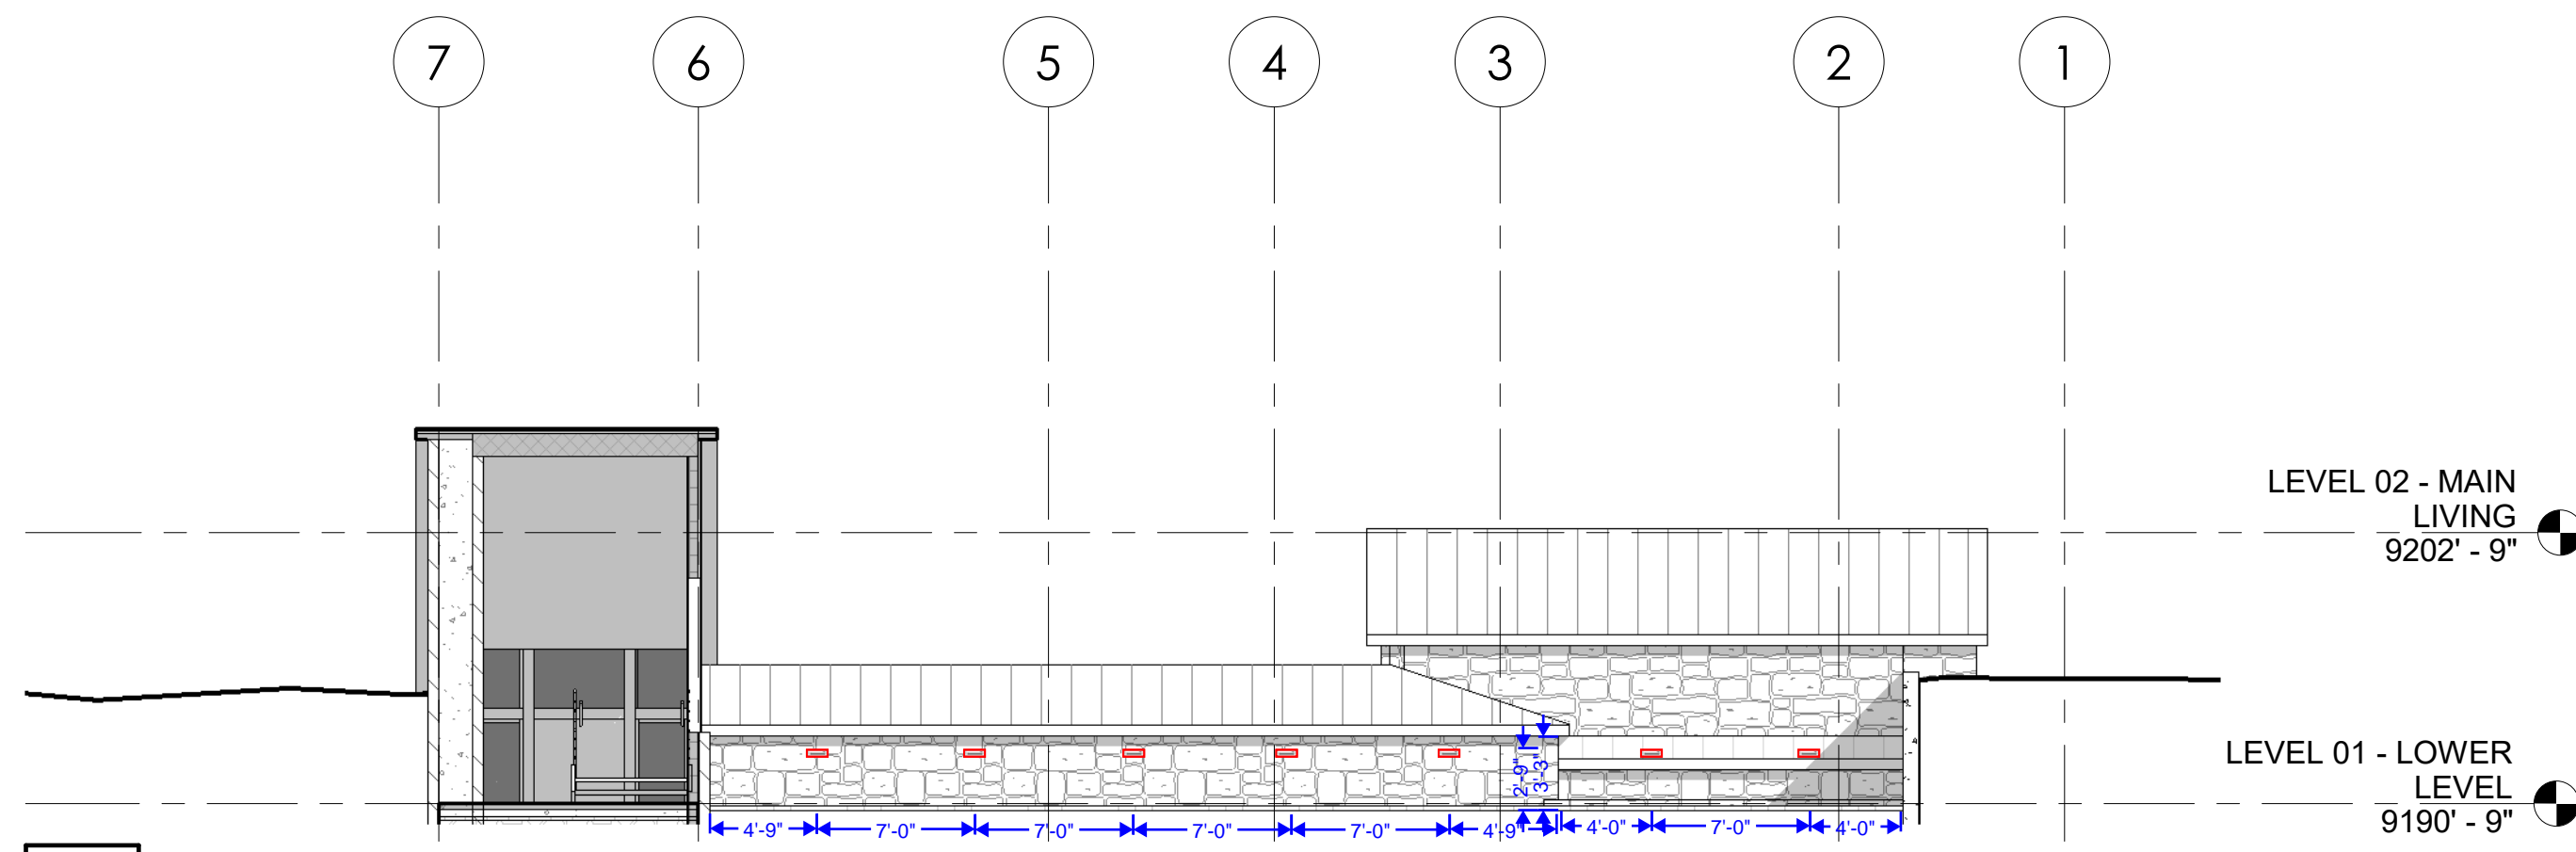 7 6 5 4 3 2 1
LEVEL 02 - MAIN
LIVING
9202' - 9"
LEVEL 01 - LOWER
LEVEL
9190' - 9"
2'-9"
3'-3"
4'-9" 7'-0" 7'-0" 7'-0" 7'-0" 4'-9" 4'-0" 7'-0" 4'-0"